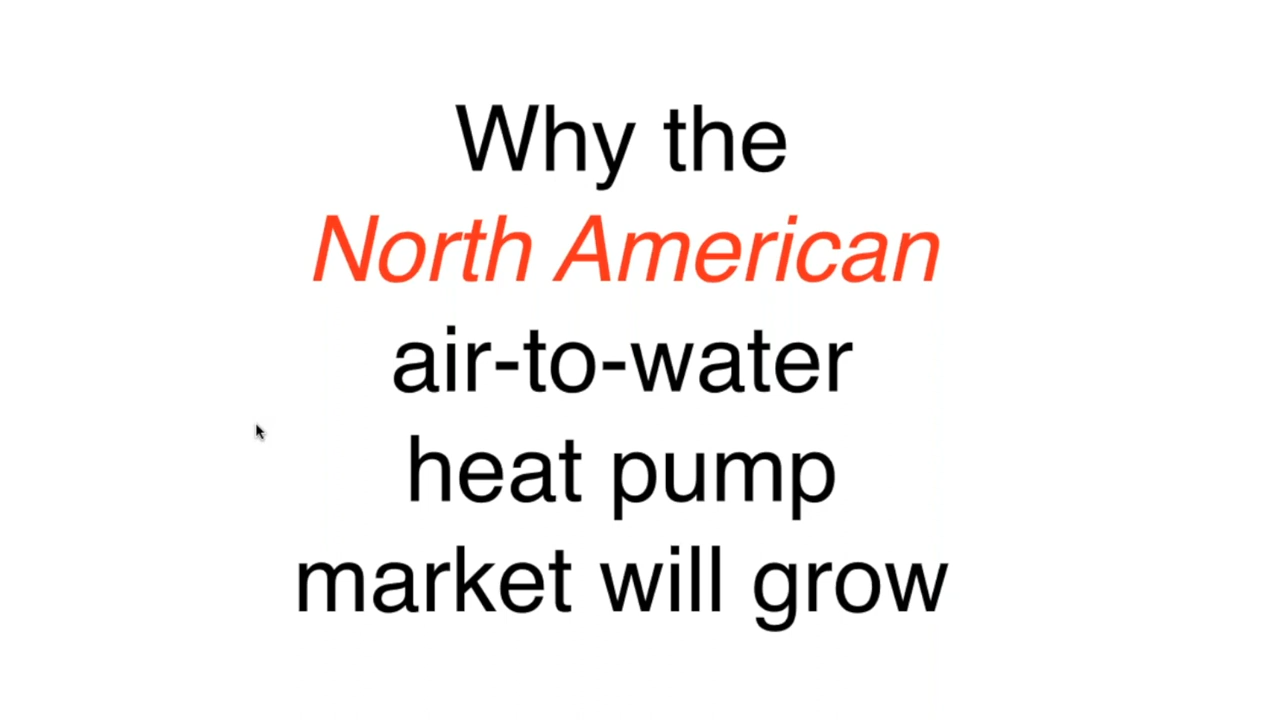 Why the
North American
air-to-water
heat pump
market will grow